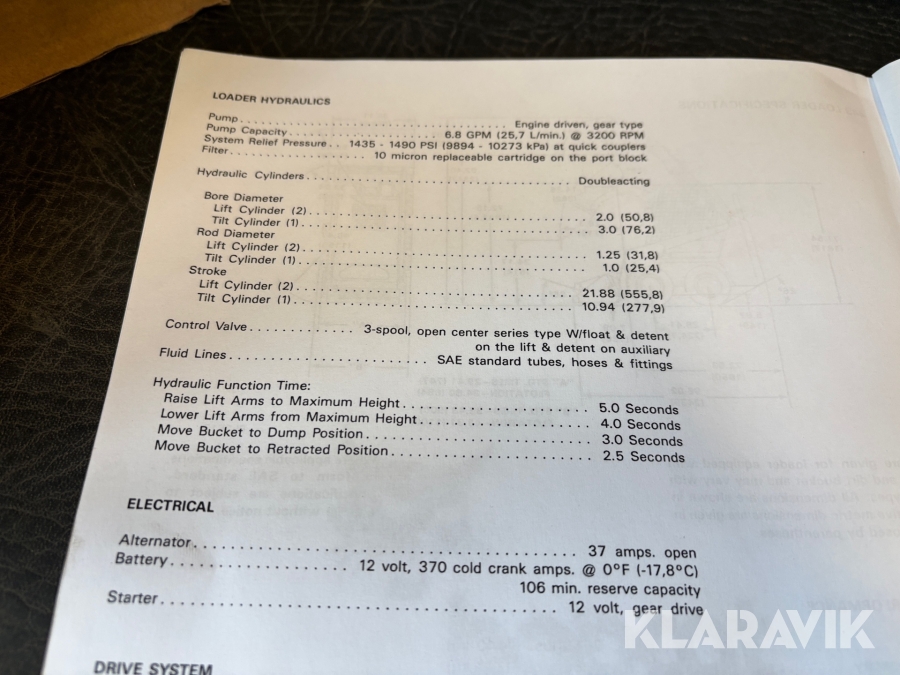 LOADER HYDRAULICS
Pump........................................ Engine driven, gear type
Pump Capacity.................... 6.8 GPM (25,7 L/min.) @ 3200 RPM
System Relief Pressure.. 1435 - 1490 PSI (9894 - 10273 kPa) at quick couplers
Filter.................... 10 micron replaceable cartridge on the port block
Hydraulic Cylinders........................................ Doubleacting
Bore Diameter
Lift Cylinder (2)........................................ 2.0 (50,8)
Tilt Cylinder (1)........................................ 3.0 (76,2)
Rod Diameter
Lift Cylinder (2)........................................ 1.25 (31,8)
Tilt Cylinder (1)........................................ 1.0 (25,4)
Stroke
Lift Cylinder (2)........................................ 21.88 (555,8)
Tilt Cylinder (1)........................................ 10.94 (277,9)
Control Valve.............. 3-spool, open center series type W/float & detent
on the lift & detent on auxiliary
Fluid Lines........................ SAE standard tubes, hoses & fittings
Hydraulic Function Time:
Raise Lift Arms to Maximum Height........................ 5.0 Seconds
Lower Lift Arms from Maximum Height...................... 4.0 Seconds
Move Bucket to Dump Position............................. 3.0 Seconds
Move Bucket to Retracted Position........................ 2.5 Seconds
ELECTRICAL
Alternator........................................ 37 amps. open
Battery.................... 12 volt, 370 cold crank amps. @ 0°F (-17,8°C)
106 min. reserve capacity
Starter........................................ 12 volt, gear drive
DRIVE SYSTEM
KLARAVIK